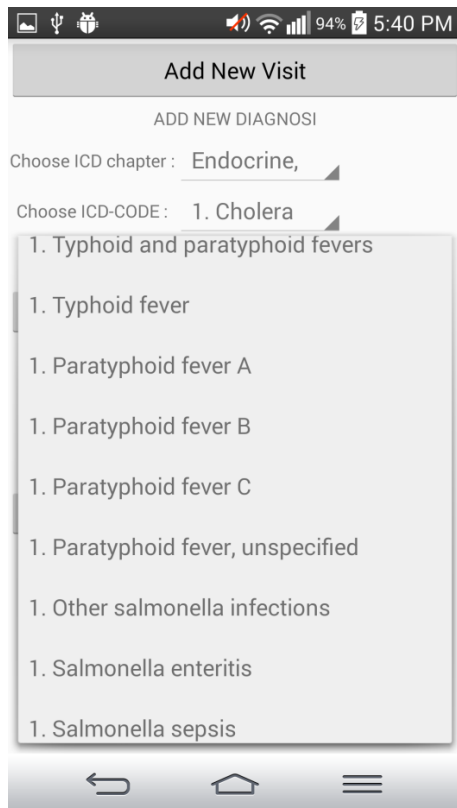 94% 5:40 PM
Add New Visit
ADD NEW DIAGNOSI
Choose ICD chapter : Endocrine,
Choose ICD-CODE : 1. Cholera
1. Typhoid and paratyphoid fevers
1. Typhoid fever
1. Paratyphoid fever A
1. Paratyphoid fever B
1. Paratyphoid fever C
1. Paratyphoid fever, unspecified
1. Other salmonella infections
1. Salmonella enteritis
1. Salmonella sepsis